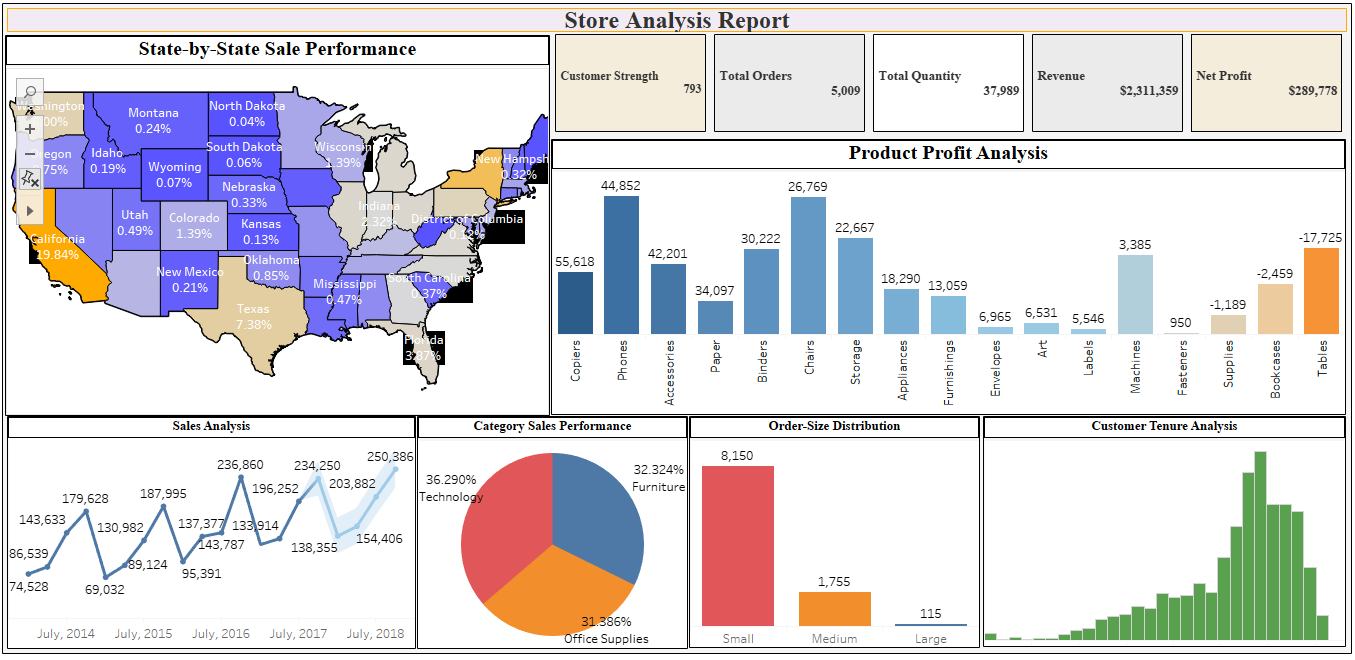 Store Analysis Report
State-by-State Sale Performance
Customer Strength
793
Total Orders
5,009
Total Quantity
37,989
Revenue
$2,311,359
Net Profit
$289,778
Washington
Montana
0.24%
North Dakota
0.04%
Oregon
Idaho
0.19%
Wyoming
0.07%
South Dakota
0.06%
Wisconsin
1.39%
New Hampsh
0.32%
Nebraska
0.33%
Utah
0.49%
Colorado
1.39%
Kansas
0.13%
Indiana
2.32%
District of Columbia
California
19.84%
New Mexico
0.21%
Oklahoma
0.85%
Mississippi
0.47%
South Carolina
0.37%
Texas
7.38%
Florida
Product Profit Analysis
55,618
44,852
42,201
34,097
30,222
26,769
22,667
18,290
13,059
6,965
6,531
5,546
3,385
950
-1,189
-2,459
-17,725
Copiers
Phones
Accessories
Paper
Binders
Chairs
Storage
Appliances
Furnishings
Envelopes
Art
Labels
Machines
Fasteners
Supplies
Bookcases
Tables
Sales Analysis
74,528
86,539
143,633
179,628
69,032
89,124
130,982
187,995
95,391
137,377
143,787
236,860
133,914
196,252
234,250
138,355
154,406
203,882
250,386
July, 2014
July, 2015
July, 2016
July, 2017
July, 2018
Category Sales Performance
36.290%
Technology
32.324%
Furniture
31.386%
Office Supplies
Order-Size Distribution
8,150
1,755
115
Small
Medium
Large
Customer Tenure Analysis